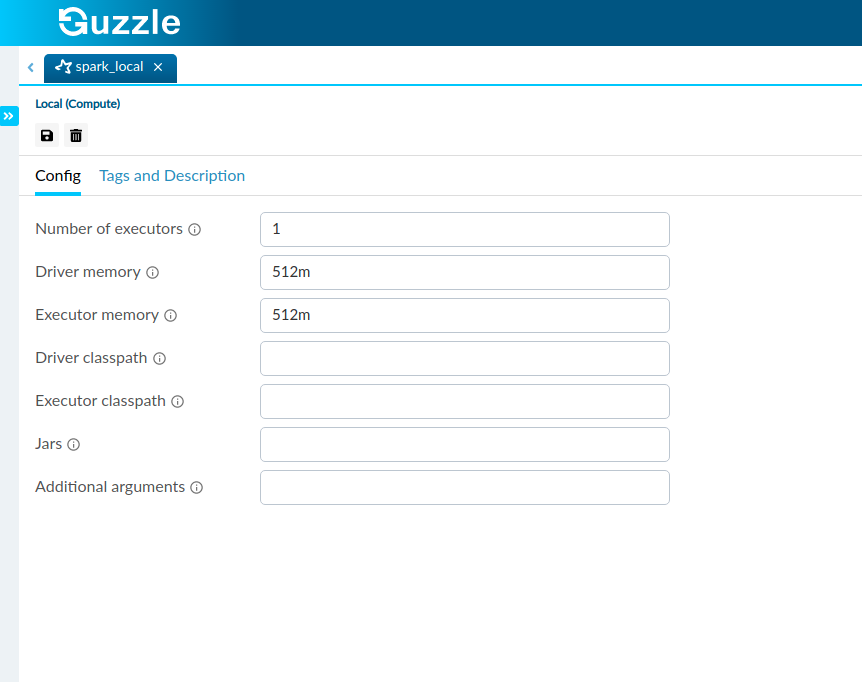 Guzzle
spark_local
Local (Compute)
Config Tags and Description
Number of executors 1
Driver memory 512m
Executor memory 512m
Driver classpath
Executor classpath
Jars
Additional arguments